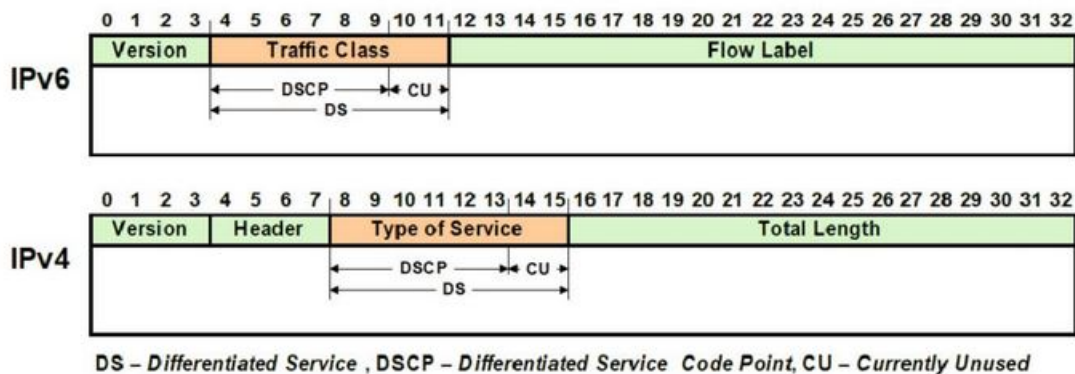 0 1 2 3 4 5 6 7 8 9 10 11 12 13 14 15 16 17 18 19 20 21 22 23 24 25 26 27 28 29 30 31 32
IPv6
Version Traffic Class Flow Label
DSCP CU
DS
0 1 2 3 4 5 6 7 8 9 10 11 12 13 14 15 16 17 18 19 20 21 22 23 24 25 26 27 28 29 30 31 32
IPv4
Version Header Type of Service Total Length
DSCP CU
DS
DS – Differentiated Service , DSCP – Differentiated Service Code Point, CU – Currently Unused